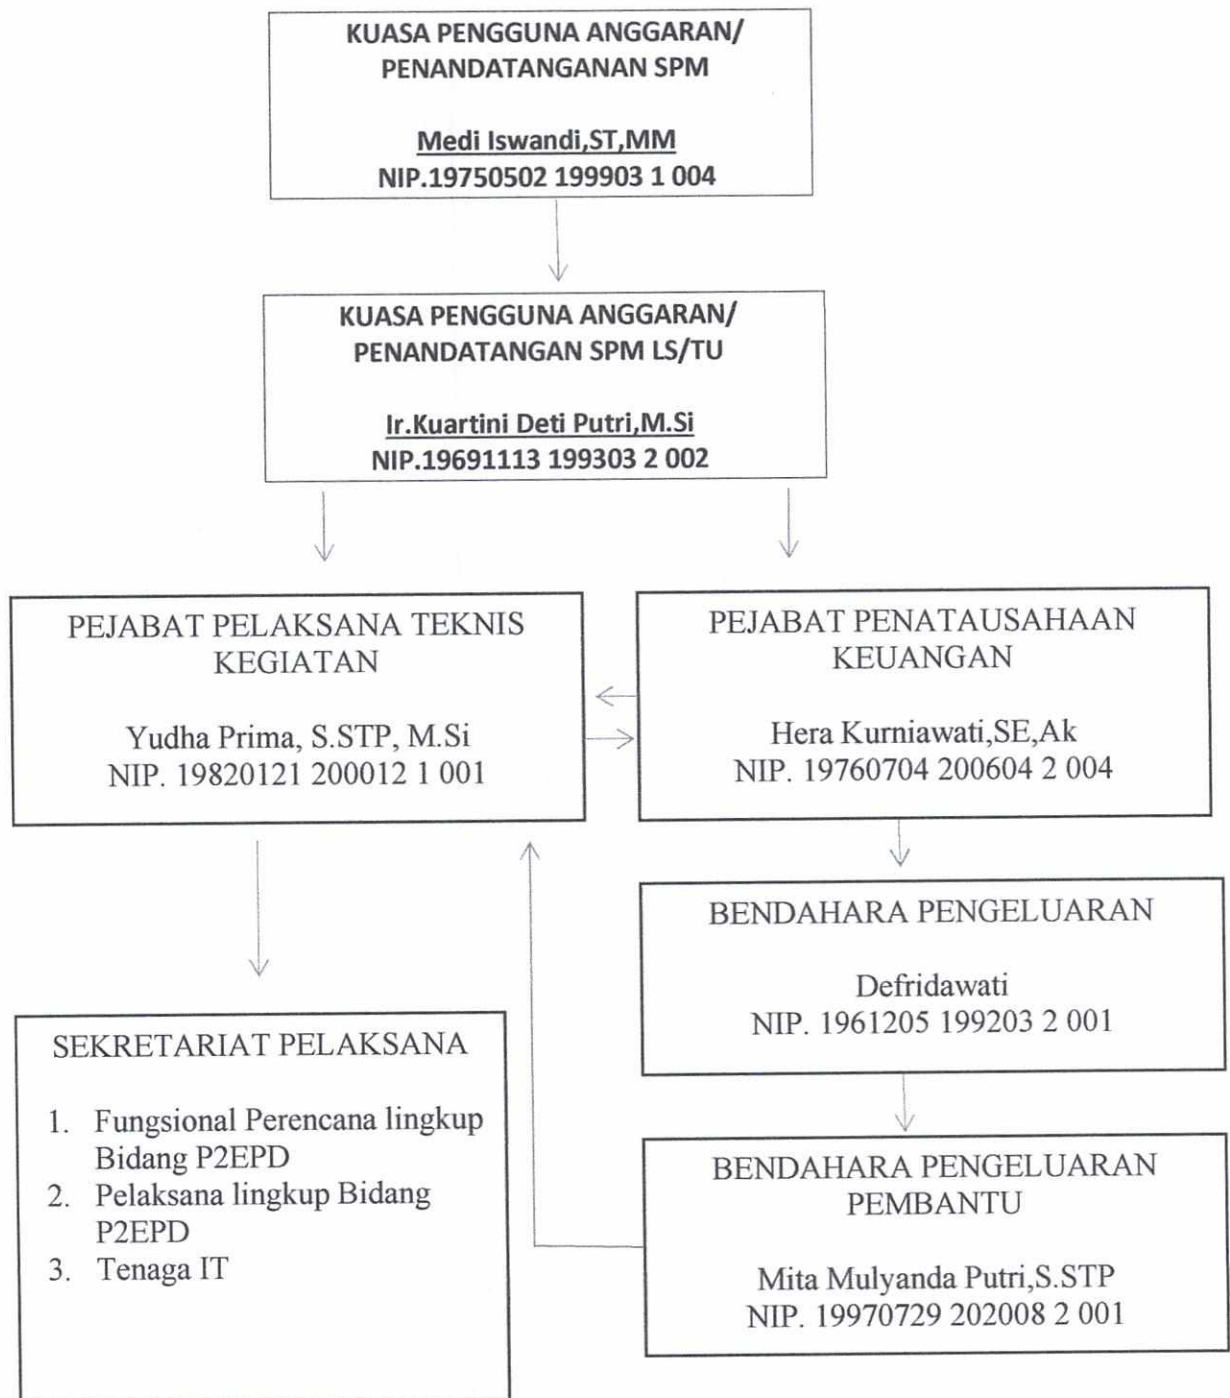 KUASA PENGGUNA ANGGARAN/
PENANDATANGANAN SPM
Medi Iswandi,ST,MM
NIP.19750502 199903 1 004
KUASA PENGGUNA ANGGARAN/
PENANDATANGAN SPM LS/TU
Ir.Kuartini Deti Putri,M.Si
NIP.19691113 199303 2 002
PEJABAT PELAKSANA TEKNIS
KEGIATAN
Yudha Prima, S.STP, M.Si
NIP. 19820121 200012 1 001
PEJABAT PENATAUSAHAAN
KEUANGAN
Hera Kurniawati,SE,Ak
NIP. 19760704 200604 2 004
BENDAHARA PENGELUARAN
Defridawati
NIP. 1961205 199203 2 001
SEKRETARIAT PELAKSANA
1. Fungsional Perencana lingkup
Bidang P2EPD
2. Pelaksana lingkup Bidang
P2EPD
3. Tenaga IT
BENDAHARA PENGELUARAN
PEMBANTU
Mita Mulyanda Putri,S.STP
NIP. 19970729 202008 2 001